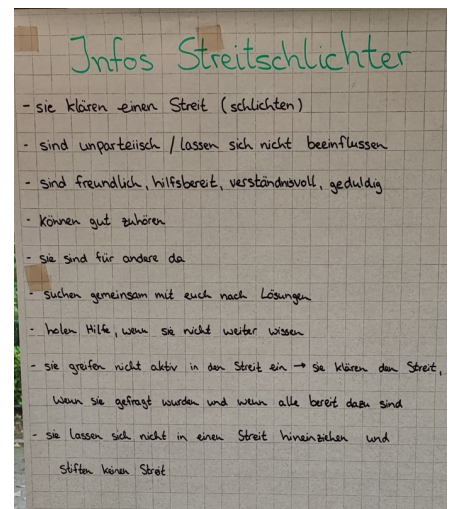 Infos Streitschlichter
- sie klären einen Streit (schlichten)
- sind unparteiisch / lassen sich nicht beeinflussen
- sind freundlich, hilfsbereit, verständnisvoll, geduldig
- können gut zuhören
- sie sind für andere da
- suchen gemeinsam mit euch nach Lösungen
- holen Hilfe, wenn sie nicht weiter wissen
- sie greifen nicht aktiv in den Streit ein → sie klären den Streit,
wenn sie gefragt wurden und wenn alle bereit dazu sind
- sie lassen sich nicht in einen Streit hineinziehen und
stiften keinen Streit